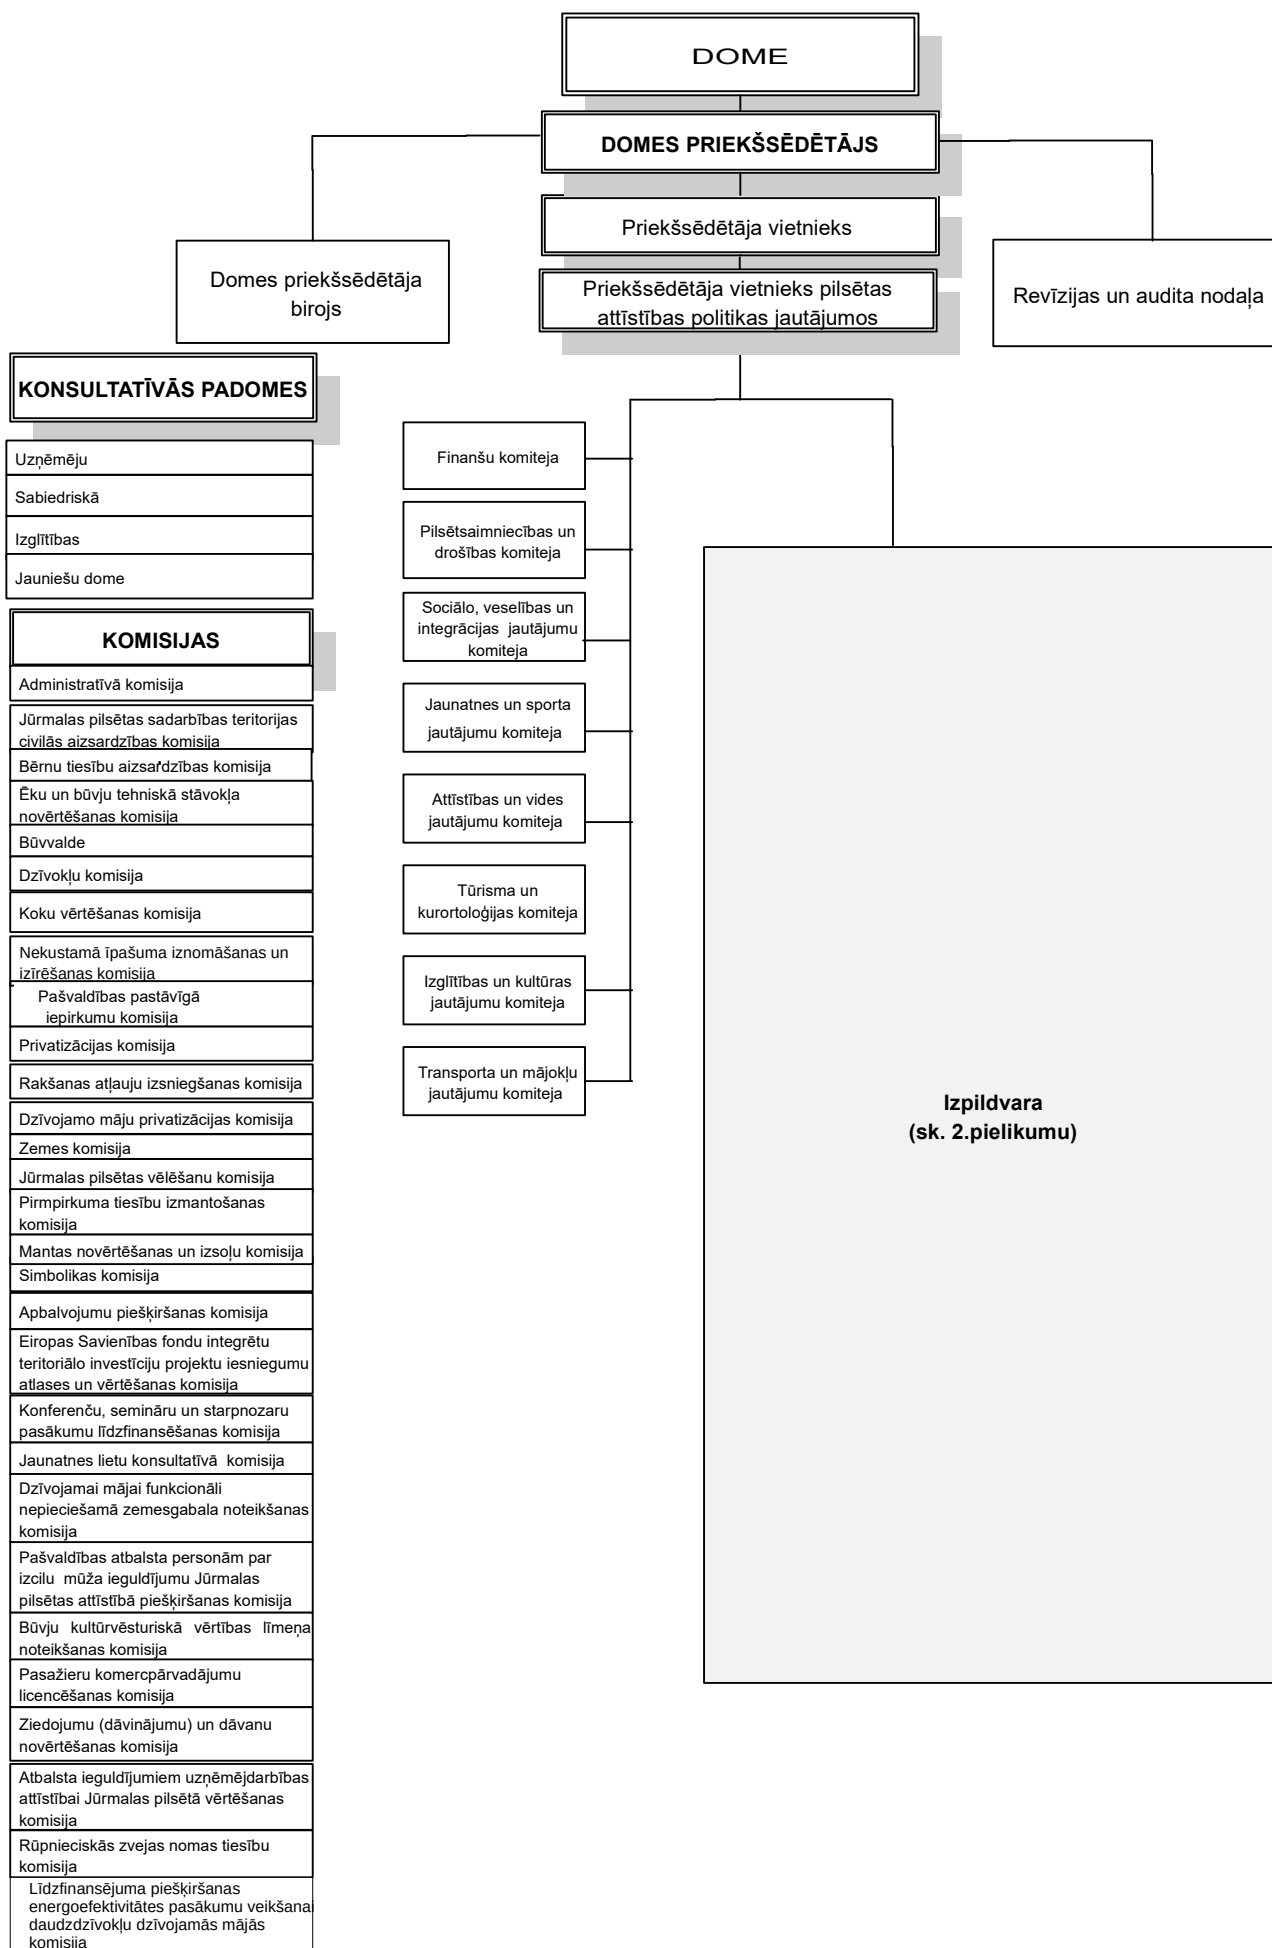 DOME
DOMES PRIEKŠSĒDĒTĀJS
Priekšsēdētāja vietnieks
Domes priekšsēdētāja
birojs
Priekšsēdētāja vietnieks pilsētas
attīstības politikas jautājumos
Revīzijas un audita nodaļa
KONSULTATĪVĀS PADOMES
Uzņēmēju
Sabiedriskā
Izglītības
Jauniešu dome
KOMISIJAS
Administratīvā komisija
Jūrmalas pilsētas sadarbības teritorijas
civilās aizsardzības komisija
Bērnu tiesību aizsardzības komisija
Ēku un būvju tehniskā stāvokļa
novērtēšanas komisija
Būvvalde
Dzīvokļu komisija
Koku vērtēšanas komisija
Nekustamā īpašuma iznomāšanas un
izīrēšanas komisija
Pašvaldības pastāvīgā
iepirkumu komisija
Privatizācijas komisija
Rakšanas atļauju izsniegšanas komisija
Dzīvojamo māju privatizācijas komisija
Zemes komisija
Jūrmalas pilsētas vēlēšanu komisija
Pirmpirkuma tiesību izmantošanas
komisija
Mantas novērtēšanas un izsoļu komisija
Simbolikas komisija
Apbalvojumu piešķiršanas komisija
Eiropas Savienības fondu integrētu
teritoriālo investīciju projektu iesniegumu
atlases un vērtēšanas komisija
Konferenču, semināru un starpnozaru
pasākumu līdzfinansēšanas komisija
Jaunatnes lietu konsultatīvā komisija
Dzīvojamai mājai funkcionāli
nepieciešamā zemesgabala noteikšanas
komisija
Pašvaldības atbalsta personām par
izcilu mūža ieguldījumu Jūrmalas
pilsētas attīstībā piešķiršanas komisija
Būvju kultūrvēsturiskā vērtības līmeņa
noteikšanas komisija
Pasažieru komercpārvadājumu
licencēšanas komisija
Ziedojumu (dāvinājumu) un dāvanu
novērtēšanas komisija
Atbalsta ieguldījumiem uzņēmējdarbības
attīstībai Jūrmalas pilsētā vērtēšanas
komisija
Rūpnieciskās zvejas nomas tiesību
komisija
Līdzfinansējuma piešķiršanas
energoefektivitātes pasākumu veikšanai
daudzdzīvokļu dzīvojamās mājās
komisija
Finanšu komiteja
Pilsētsaimniecības un
drošības komiteja
Sociālo, veselības un
integrācijas jautājumu
komiteja
Jaunatnes un sporta
jautājumu komiteja
Attīstības un vides
jautājumu komiteja
Tūrisma un
kurortoloģijas komiteja
Izglītības un kultūras
jautājumu komiteja
Transporta un mājokļu
jautājumu komiteja
Izpildvara
(sk. 2.pielikumu)